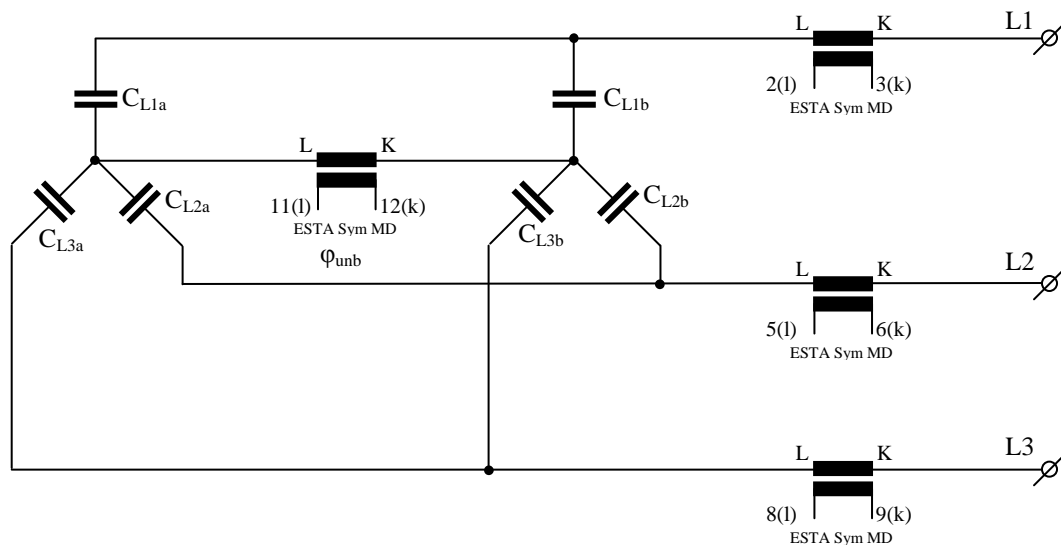 L1
L K
2(l) 3(k)
ESTA Sym MD
C_L1a
C_L1b
L K
11(l) 12(k)
ESTA Sym MD
φ_unb
C_L2a
C_L3a
C_L2b
C_L3b
L2
L K
5(l) 6(k)
ESTA Sym MD
L3
L K
8(l) 9(k)
ESTA Sym MD